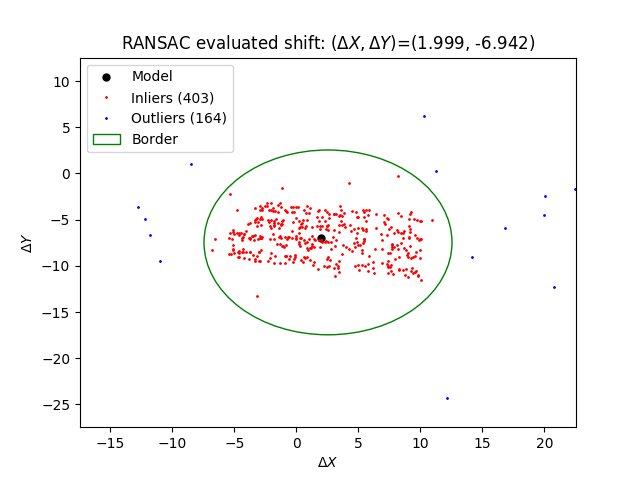 RANSAC evaluated shift: (ΔX, ΔY)=(1.999, -6.942)
Model
Inliers (403)
Outliers (164)
Border
10
5
0
−5
−10
−15
−20
−25
ΔY
−15
−10
−5
0
5
10
15
20
ΔX